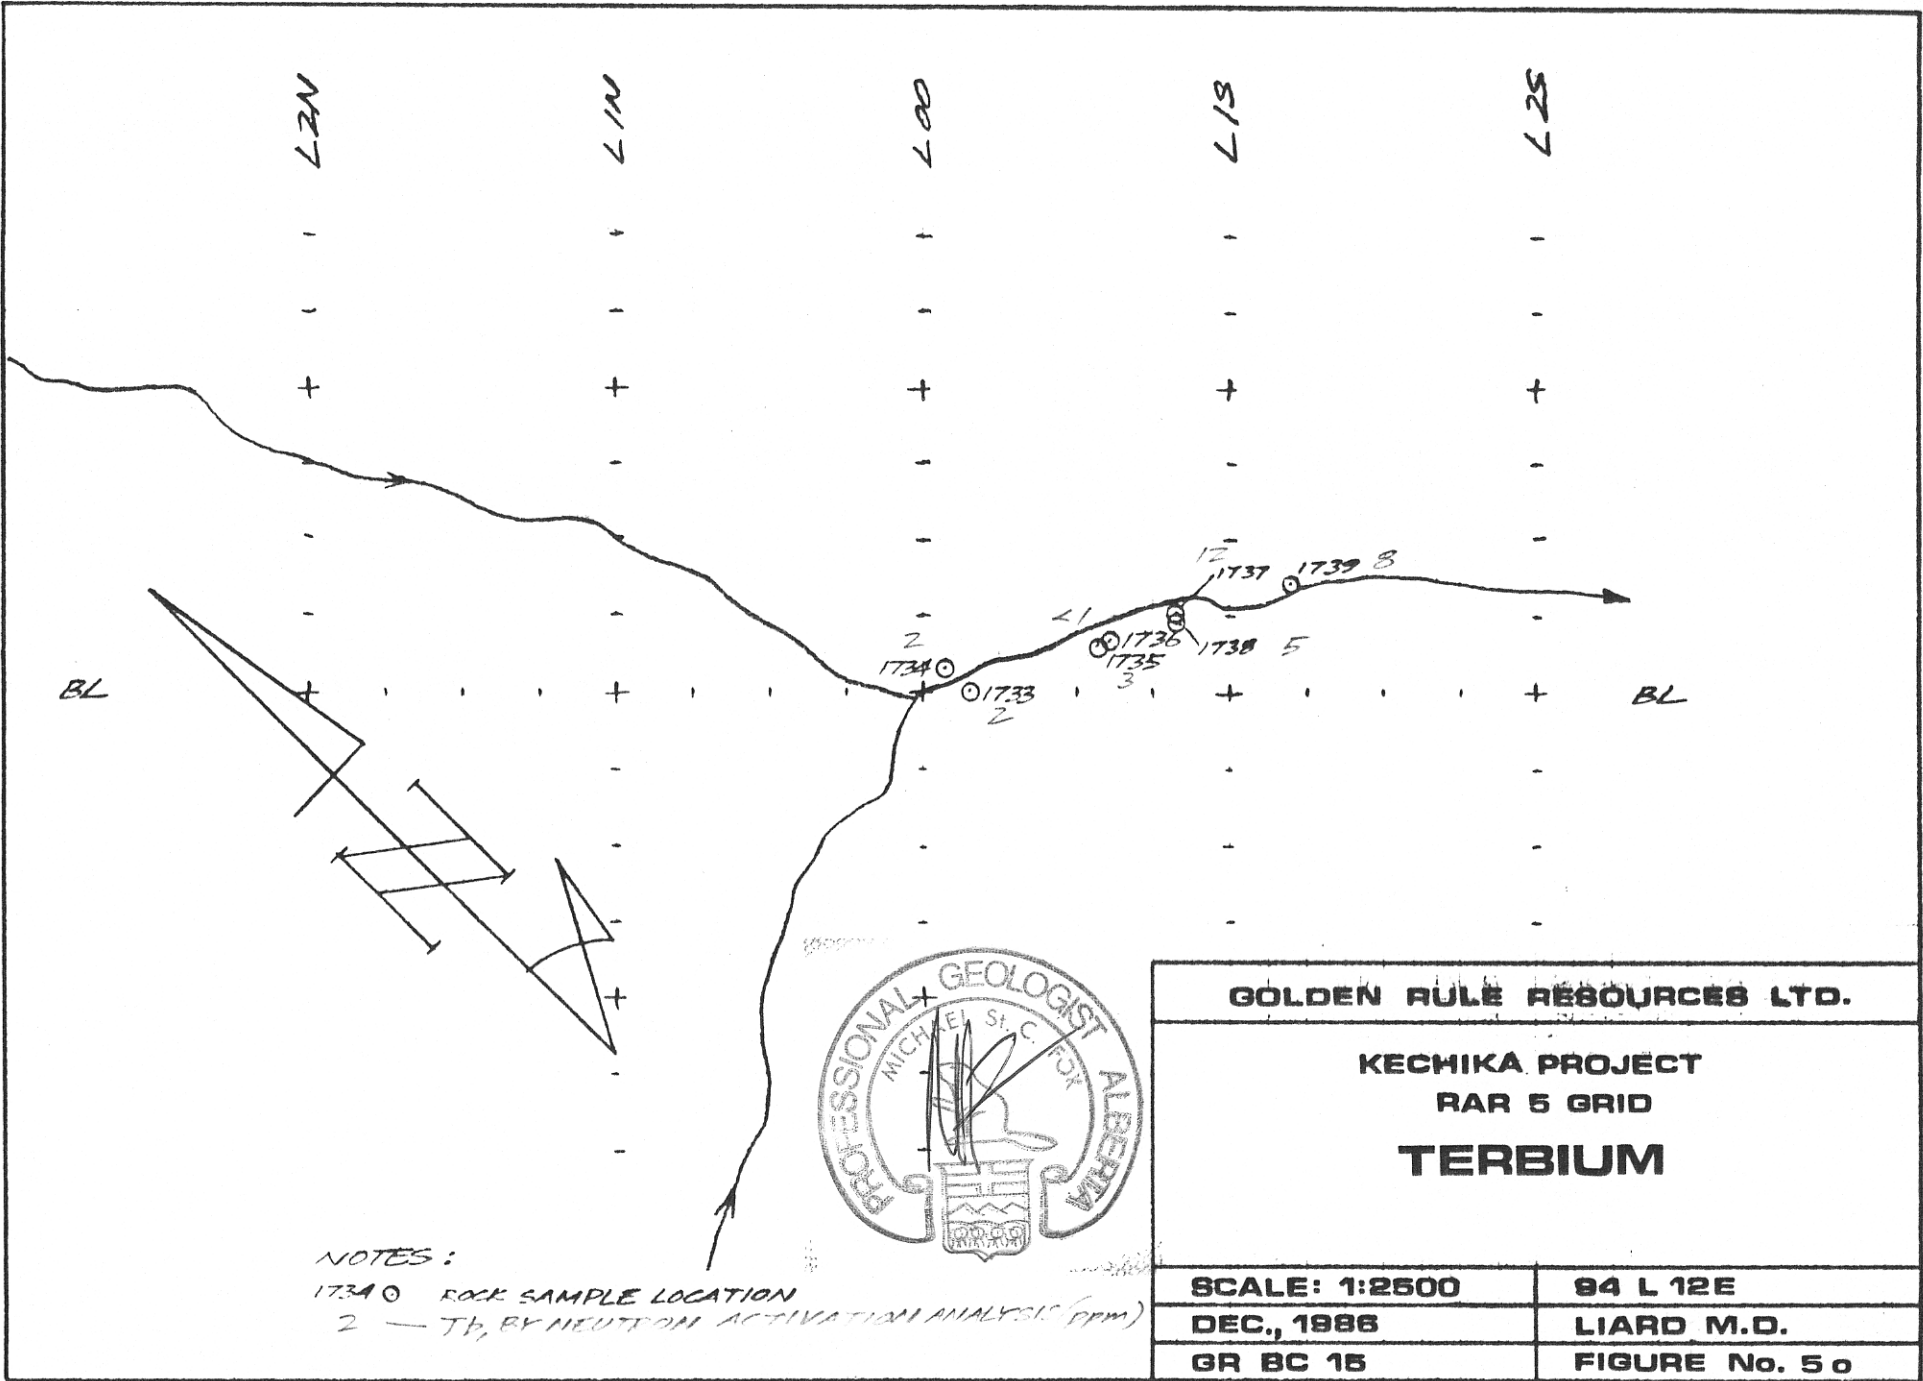 L2N
L1N
L00
L1S
L2S
12
1737
1739 8
<1
2
1734
1736
1738 5
1735
3
1733
2
BL
BL
N
PROFESSIONAL GEOLOGIST ALBERTA
MICHAEL St. C. FOX
GOLDEN RULE RESOURCES LTD.
KECHIKA PROJECT
RAR 5 GRID
TERBIUM
SCALE: 1:2500
94 L 12E
DEC., 1986
LIARD M.D.
GR BC 15
FIGURE No. 5o
NOTES:
1734 ROCK SAMPLE LOCATION
2 — Tb, BY NEUTRON ACTIVATION ANALYSIS (ppm)